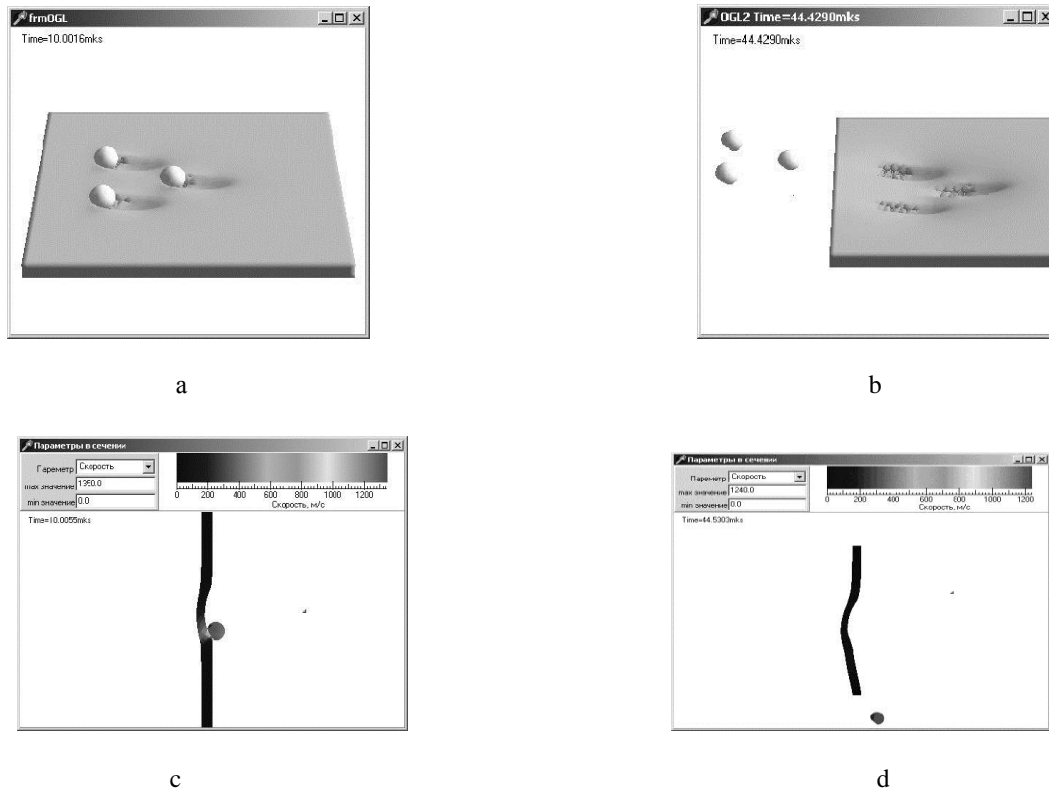 frmOGL
Time=10.0016mks
OGL2 Time=44.4290mks
Time=44.4290mks
a
b
Параметры в сечении
Гареметр Скорость
max значение 1350.0
min значение 0.0
0 200 400 600 800 1000 1200
Скорость, м/с
Time=10.0055mks
Параметры в сечении
Параметр Скорость
max значение 1240.0
min значение 0.0
0 200 400 600 800 1000 1200
Скорость, м/с
Time=44.5303mks
c
d